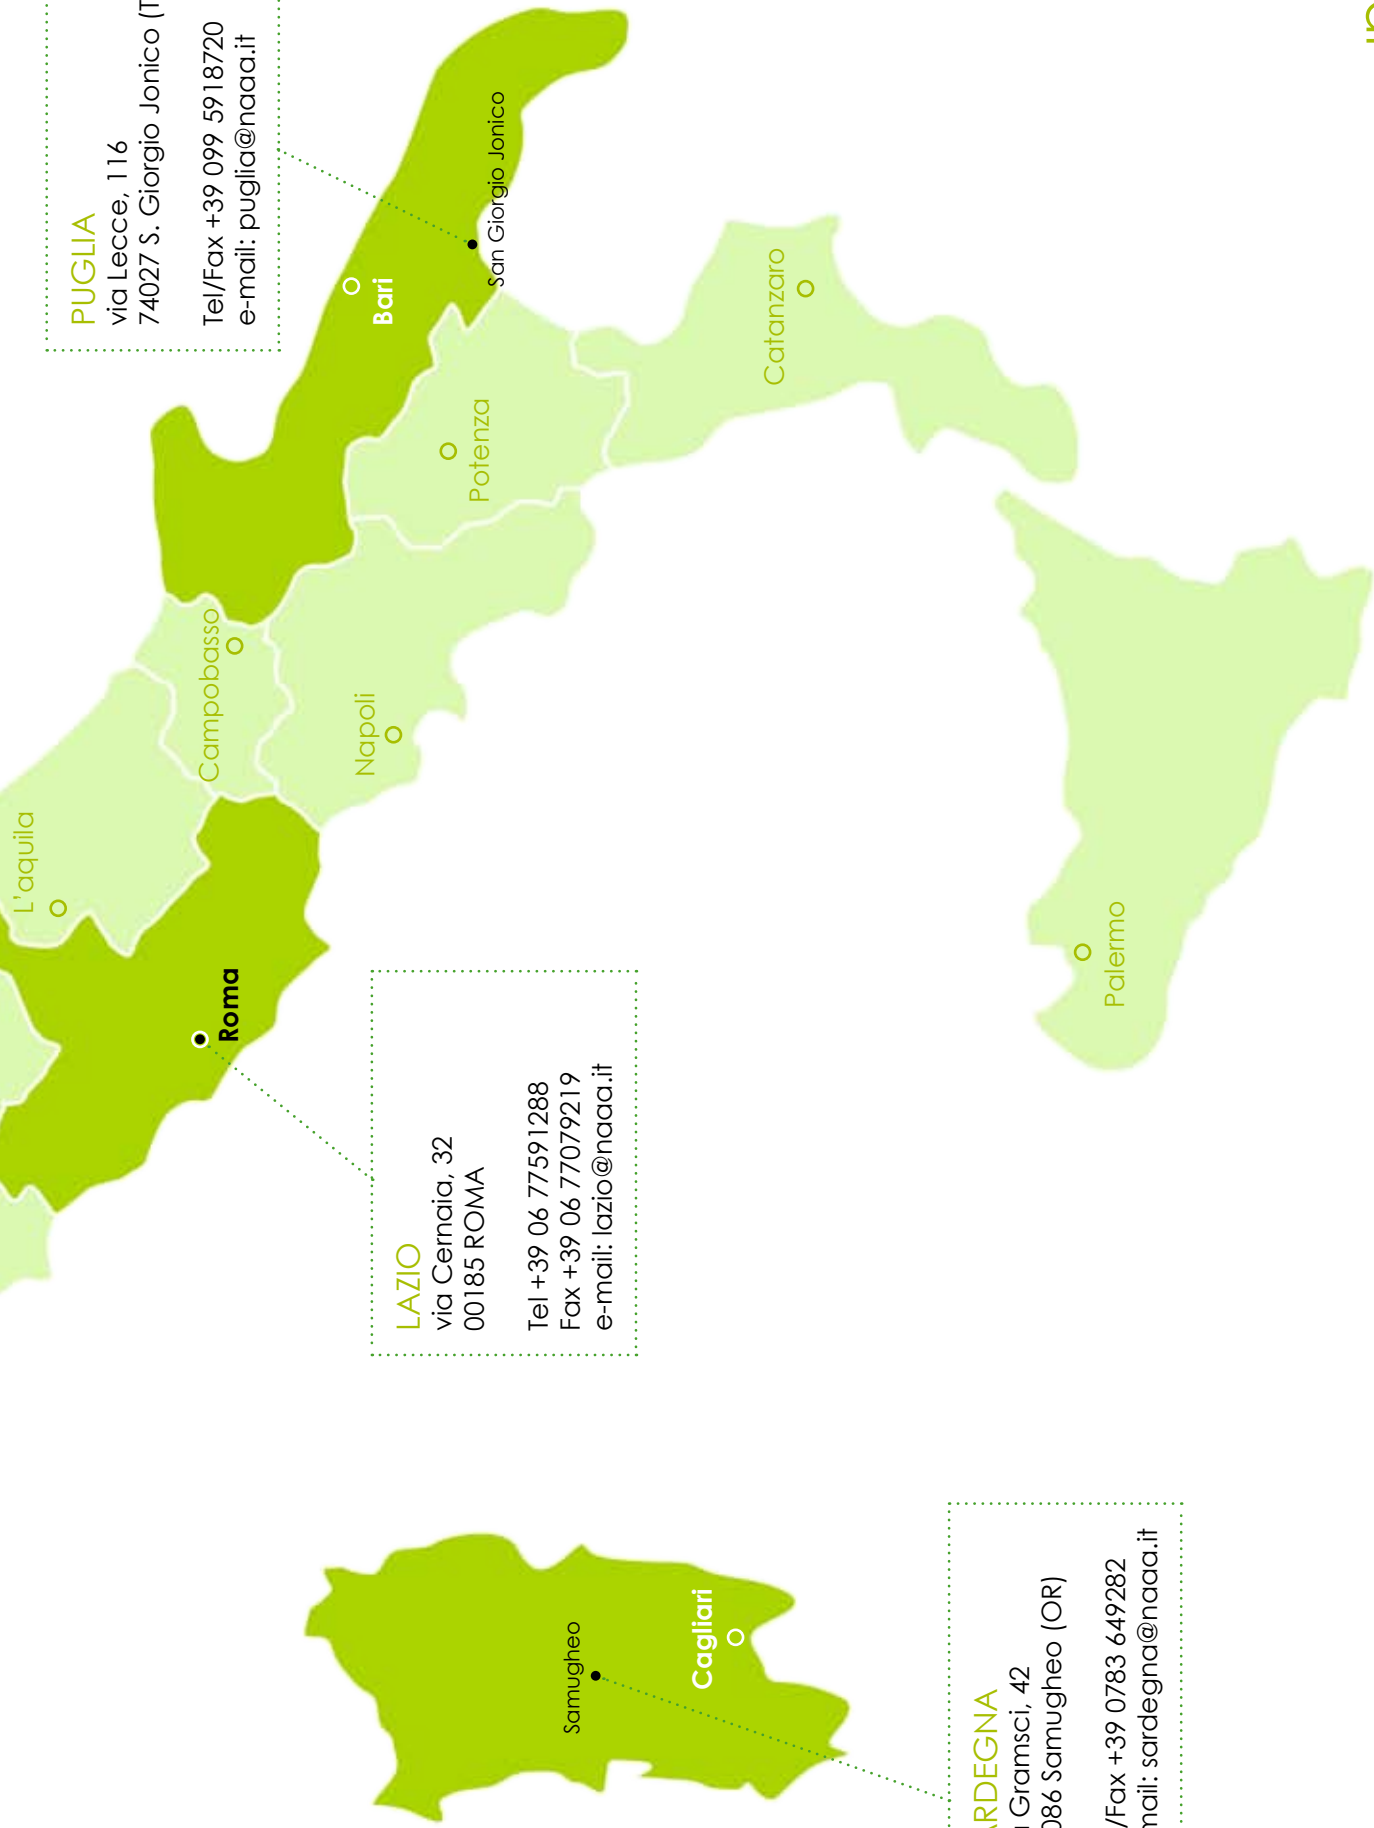 PUGLIA
via Lecce, 116
74027 S. Giorgio Jonico (T
Tel/Fax +39 099 5918720
e-mail: puglia@naaa.it
San Giorgio Jonico
Bari
Potenza
Catanzaro
Campobasso
Napoli
L'aquila
Roma
Palermo
LAZIO
via Cernaia, 32
00185 ROMA
Tel +39 06 77591288
Fax +39 06 77079219
e-mail: lazio@naaa.it
Samugheo
Cagliari
ARDEGNA
Gramsci, 42
086 Samugheo (OR)
/Fax +39 0783 649282
mail: sardegna@naaa.it